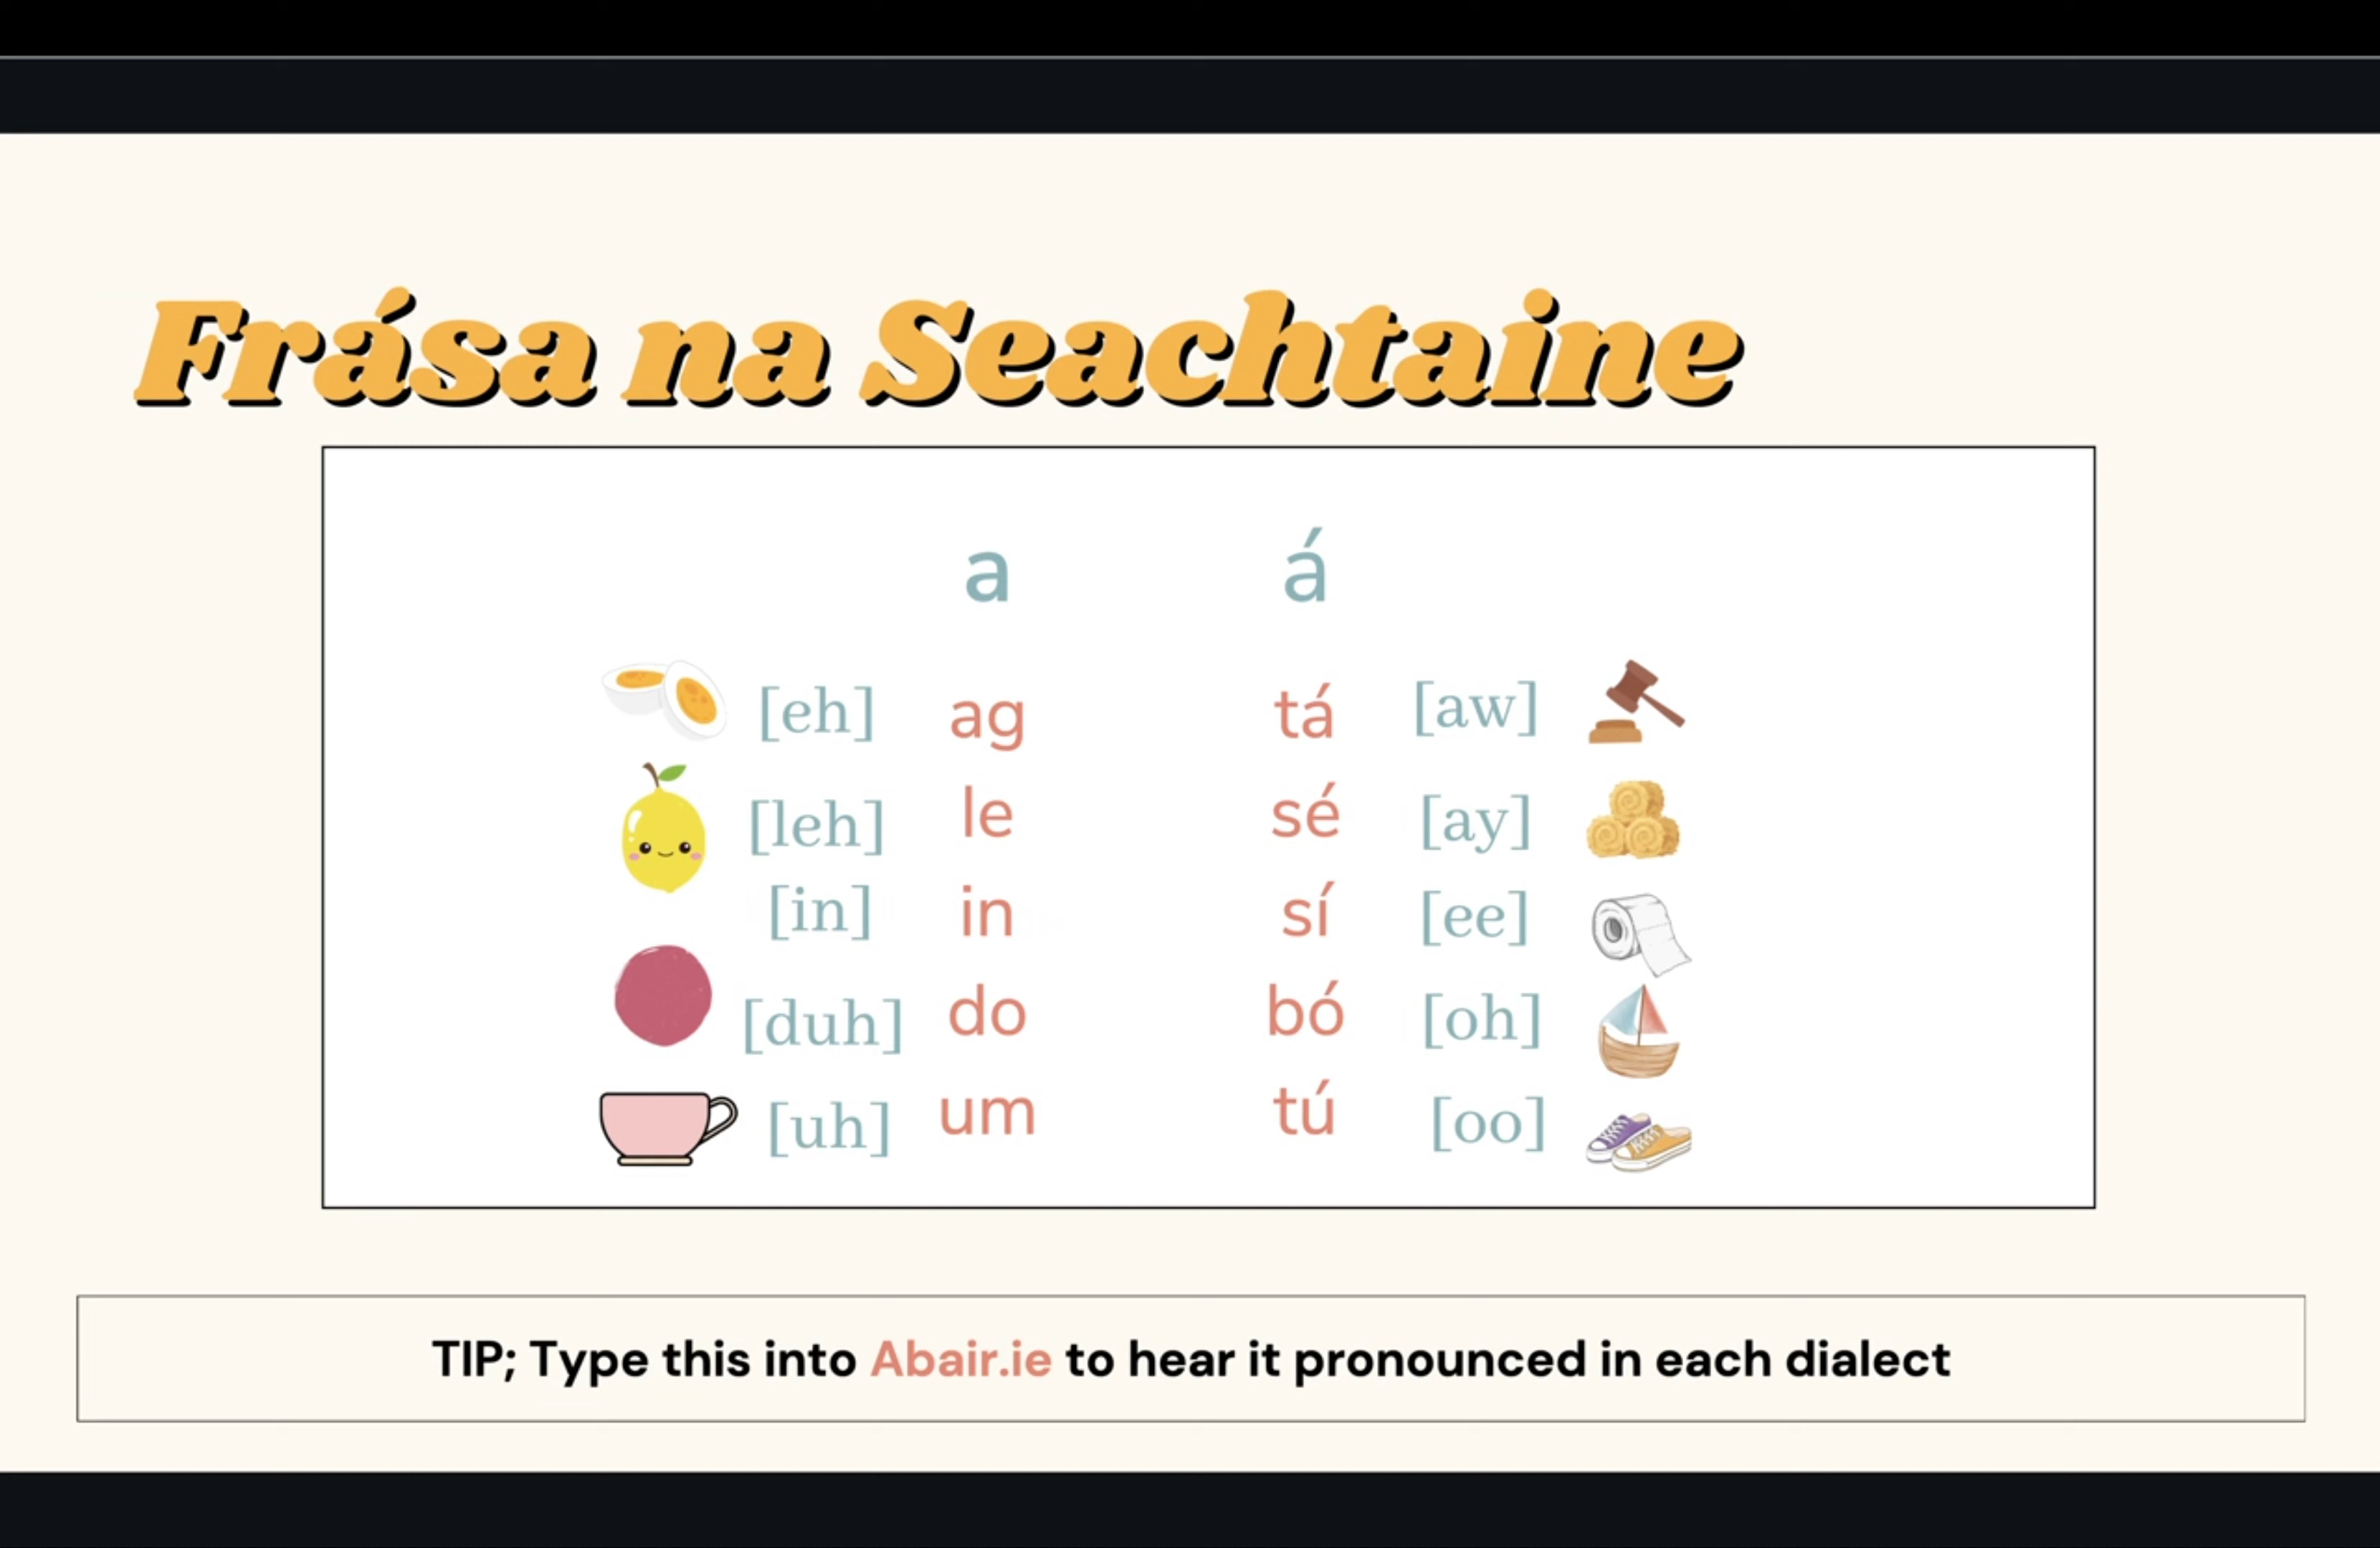 Frása na Seachtaine
a á
[eh] ag tá [aw]
[leh] le sé [ay]
[in] in sí [ee]
[duh] do bó [oh]
[uh] um tú [oo]
TIP; Type this into Abair.ie to hear it pronounced in each dialect